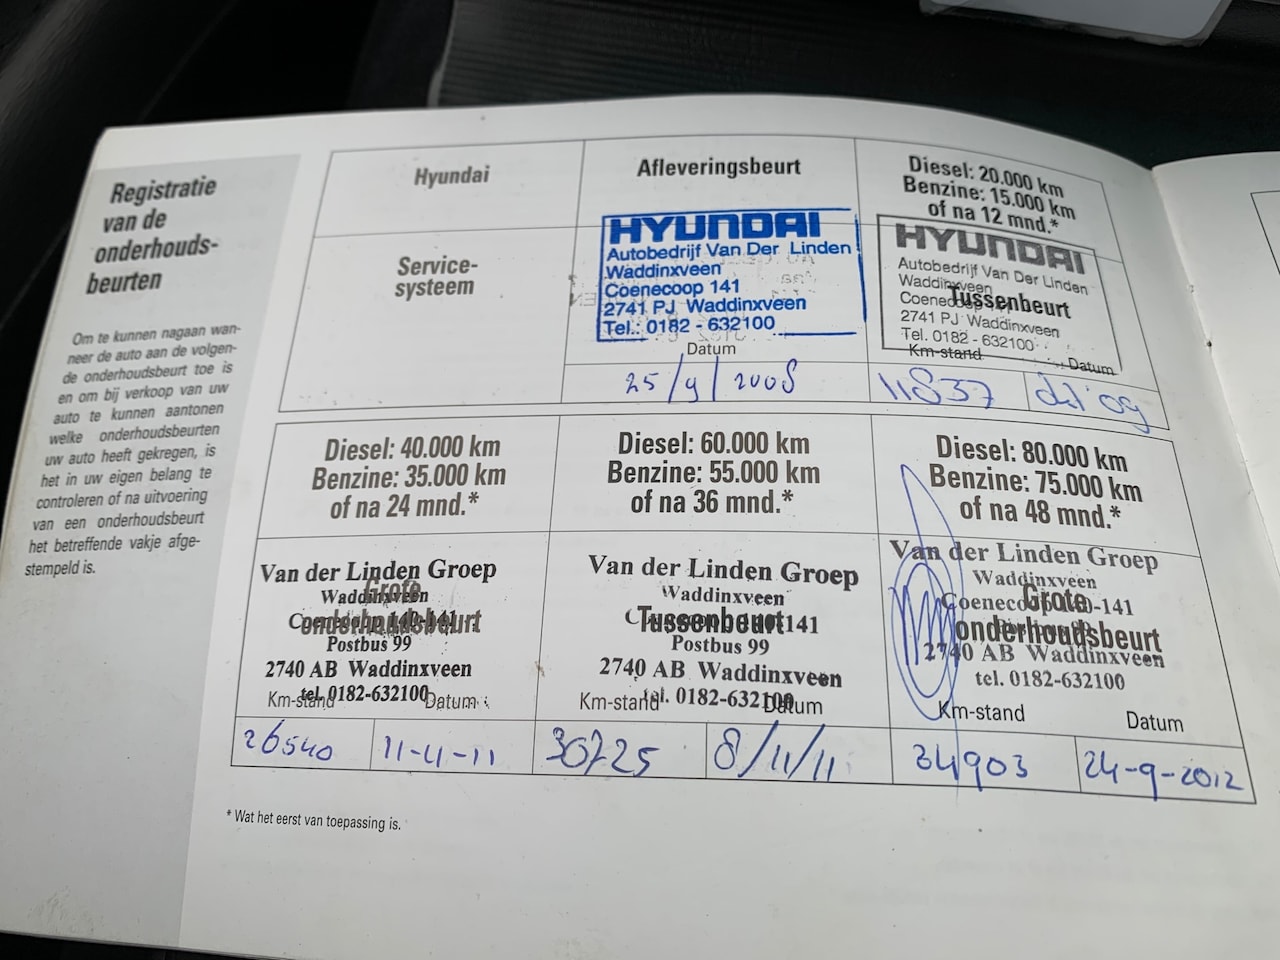 Registratie
van de
onderhouds-
beurten
Om te kunnen nagaan wan-
neer de auto aan de volgen-
de onderhoudsbeurt toe is
en om bij verkoop van uw
auto te kunnen aantonen
welke onderhoudsbeurten
uw auto heeft gekregen, is
het in uw eigen belang te
controleren of na uitvoering
van een onderhoudsbeurt
het betreffende vakje afge-
stempeld is.
Hyundai
Service-
systeem
Afleveringsbeurt
HYUNDAI
Autobedrijf Van Der Linden
Waddinxveen
Coenecoop 141
2741 PJ Waddinxveen
Tel.: 0182 - 632100
Datum
25/9/2008
Diesel: 20.000 km
Benzine: 15.000 km
of na 12 mnd.*
HYUNDAI
Autobedrijf Van Der Linden
Waddinxveen
Tussenbeurt
2741 PJ Waddinxveen
Tel. 0182 - 632100
Km-stand Datum
11837
Diesel: 40.000 km
Benzine: 35.000 km
of na 24 mnd.*
Van der Linden Groep
Grote
Waddinxveen
onderhoudsbeurt
Postbus 99
2740 AB Waddinxveen
tel. 0182-632100
Km-stand Datum
26540
Diesel: 60.000 km
Benzine: 55.000 km
of na 36 mnd.*
Van der Linden Groep
Waddinxveen
Tussenbeurt
Postbus 99
2740 AB Waddinxveen
tel. 0182-632100
Km-stand Datum
30725 8/11/11
Diesel: 80.000 km
Benzine: 75.000 km
of na 48 mnd.*
Van der Linden Groep
Waddinxveen
Grote
onderhoudsbeurt
2740 AB Waddinxveen
tel. 0182-632100
Km-stand Datum
34903 24-9-2012
* Wat het eerst van toepassing is.